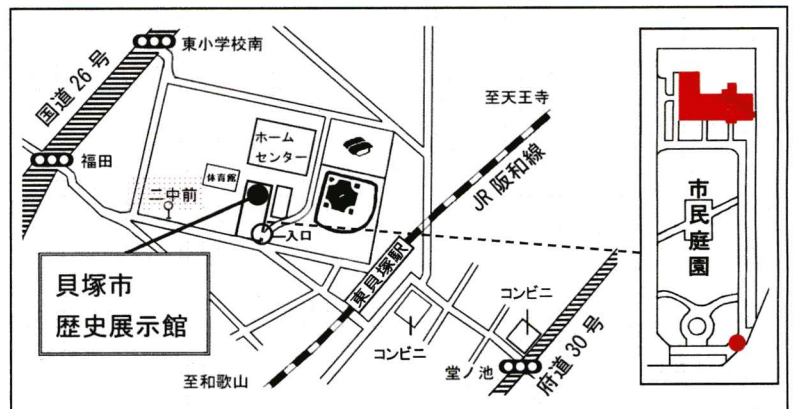 東小学校南
国道26号
福田
二中前
体育館
ホーム
センター
入口
至天王寺
JR阪和線
東貝塚駅
コンビニ
コンビニ
堂ノ池
府道30号
至和歌山
貝塚市
歴史展示館
市民庭園